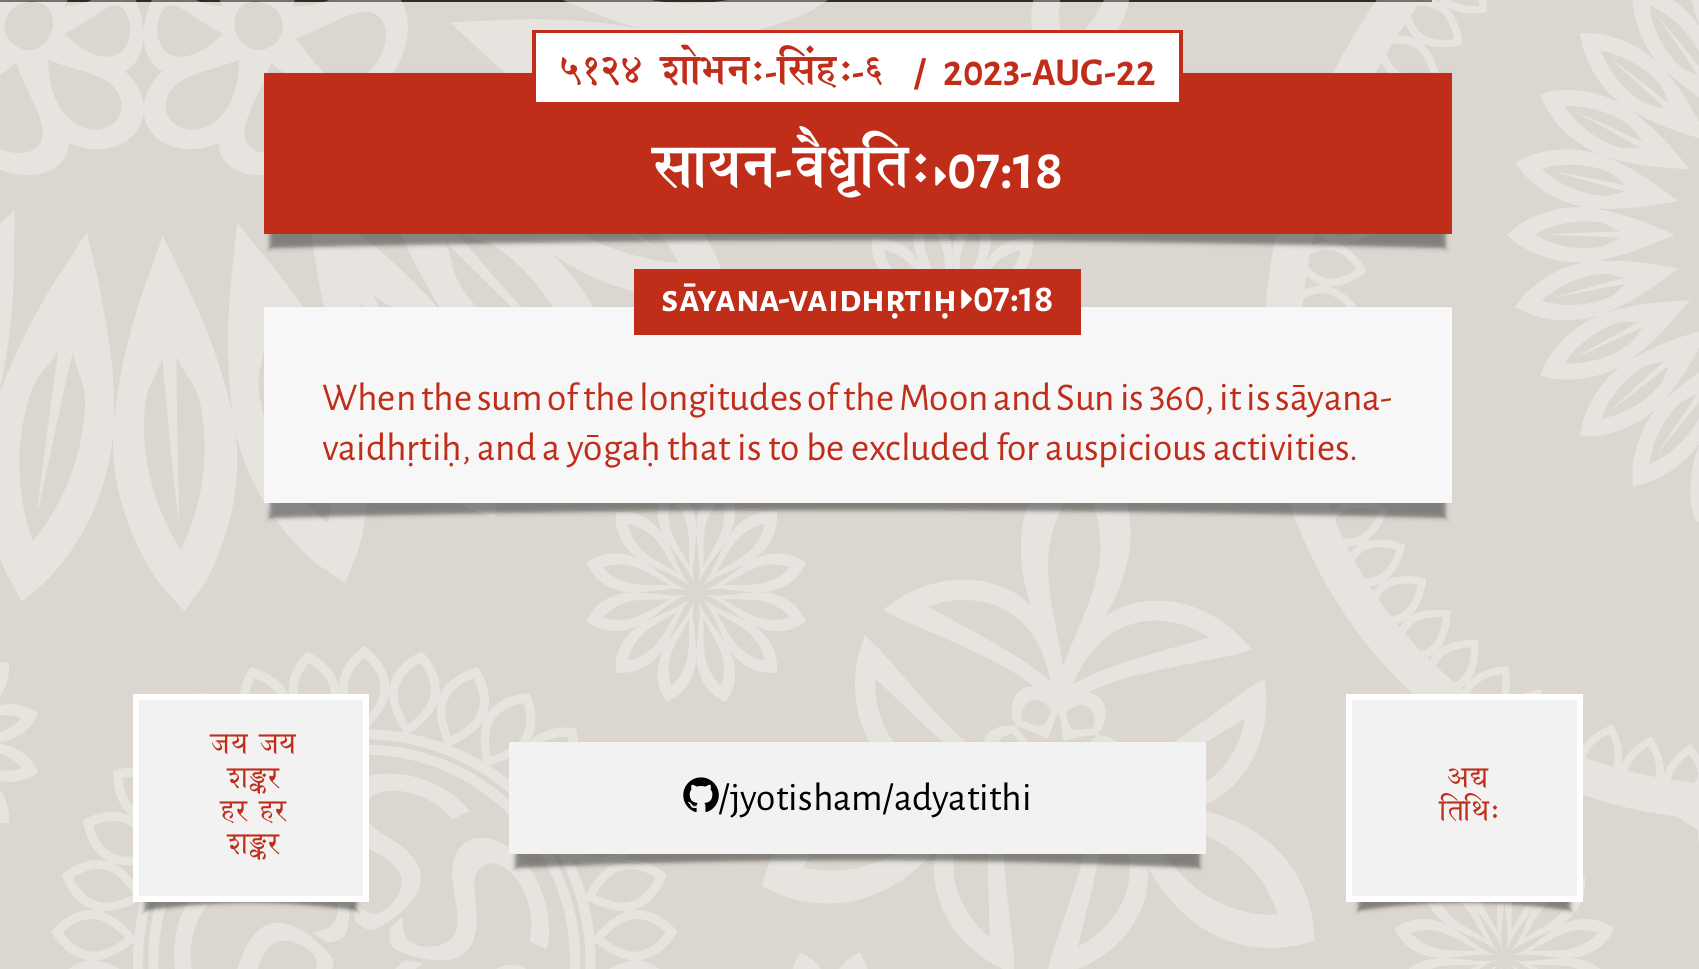 ५१२४ शोभनः-सिंहः-६ / 2023-AUG-22
सायन-वैधृतिः▸07:18
SĀYANA-VAIDHṚTIḤ▸07:18
When the sum of the longitudes of the Moon and Sun is 360, it is sāyana-
vaidhṛtiḥ, and a yōgaḥ that is to be excluded for auspicious activities.
जय जय
शङ्कर
हर हर
शङ्कर
/jyotisham/adyatithi
अद्य
तिथिः